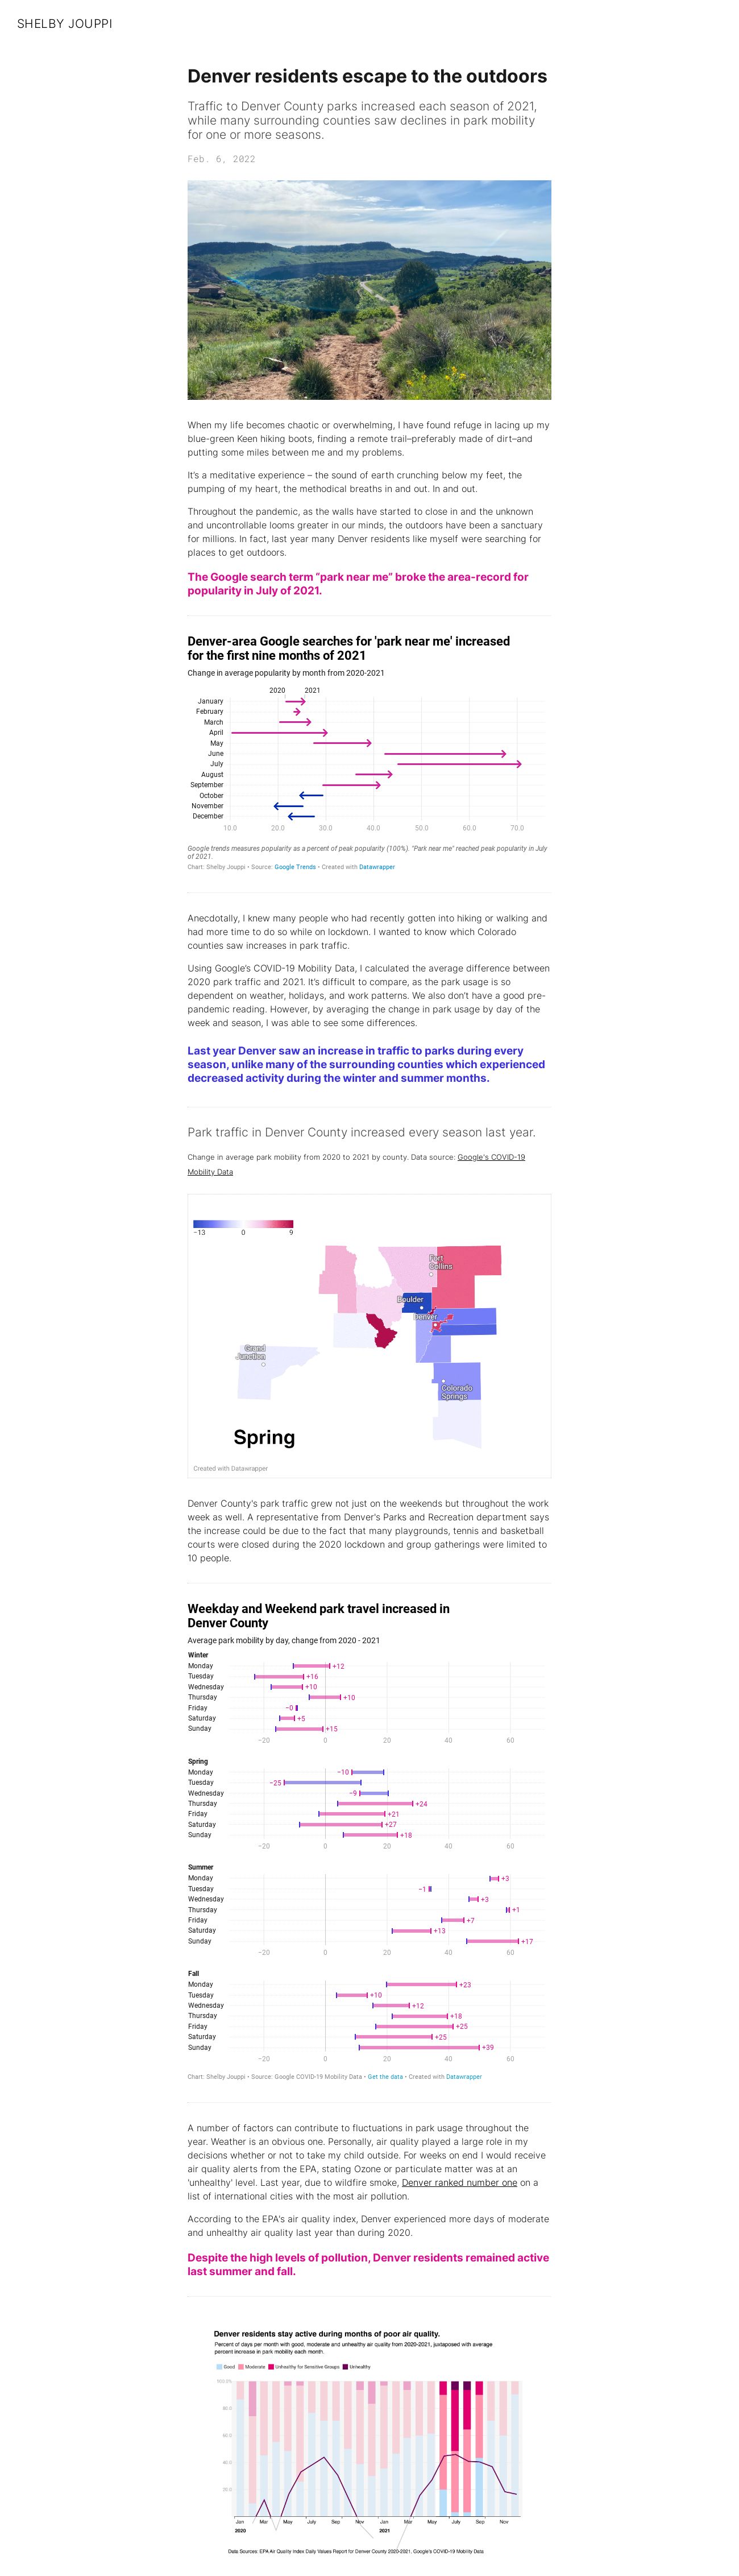 SHELBY JOUPPI
Denver residents escape to the outdoors
Traffic to Denver County parks increased each season of 2021,
while many surrounding counties saw declines in park mobility
for one or more seasons.
Feb. 6, 2022
When my life becomes chaotic or overwhelming, I have found refuge in lacing up my
blue-green Keen hiking boots, finding a remote trail–preferably made of dirt–and
putting some miles between me and my problems.
It's a meditative experience – the sound of earth crunching below my feet, the
pumping of my heart, the methodical breaths in and out. In and out.
Throughout the pandemic, as the walls have started to close in and the unknown
and uncontrollable looms greater in our minds, the outdoors have been a sanctuary
for millions. In fact, last year many Denver residents like myself were searching for
places to get outdoors.
The Google search term “park near me” broke the area-record for
popularity in July of 2021.
Denver-area Google searches for 'park near me' increased
for the first nine months of 2021
Change in average popularity by month from 2020-2021
2020 2021
January
February
March
April
May
June
July
August
September
October
November
December
10.0 20.0 30.0 40.0 50.0 60.0 70.0
Google trends measures popularity as a percent of peak popularity (100%). "Park near me" reached peak popularity in July
of 2021.
Chart: Shelby Jouppi • Source: Google Trends • Created with Datawrapper
Anecdotally, I knew many people who had recently gotten into hiking or walking and
had more time to do so while on lockdown. I wanted to know which Colorado
counties saw increases in park traffic.
Using Google's COVID-19 Mobility Data, I calculated the average difference between
2020 park traffic and 2021. It's difficult to compare, as the park usage is so
dependent on weather, holidays, and work patterns. We also don't have a good pre-
pandemic reading. However, by averaging the change in park usage by day of the
week and season, I was able to see some differences.
Last year Denver saw an increase in traffic to parks during every
season, unlike many of the surrounding counties which experienced
decreased activity during the winter and summer months.
Park traffic in Denver County increased every season last year.
Change in average park mobility from 2020 to 2021 by county. Data source: Google's COVID-19
Mobility Data
−13 0 9
Fort
Collins
Boulder
Denver
Grand
Junction
Colorado
Springs
Spring
Created with Datawrapper
Denver County's park traffic grew not just on the weekends but throughout the work
week as well. A representative from Denver's Parks and Recreation department says
the increase could be due to the fact that many playgrounds, tennis and basketball
courts were closed during the 2020 lockdown and group gatherings were limited to
10 people.
Weekday and Weekend park travel increased in
Denver County
Average park mobility by day, change from 2020 - 2021
Winter
Monday +12
Tuesday +16
Wednesday +10
Thursday +10
Friday −0
Saturday +5
Sunday +15
−20 0 20 40 60
Spring
Monday −10
Tuesday −25
Wednesday −9
Thursday +24
Friday +21
Saturday +27
Sunday +18
−20 0 20 40 60
Summer
Monday +3
Tuesday −1
Wednesday +3
Thursday +1
Friday +7
Saturday +13
Sunday +17
−20 0 20 40 60
Fall
Monday +23
Tuesday +10
Wednesday +12
Thursday +18
Friday +25
Saturday +25
Sunday +39
−20 0 20 40 60
Chart: Shelby Jouppi • Source: Google COVID-19 Mobility Data • Get the data • Created with Datawrapper
A number of factors can contribute to fluctuations in park usage throughout the
year. Weather is an obvious one. Personally, air quality played a large role in my
decisions whether or not to take my child outside. For weeks on end I would receive
air quality alerts from the EPA, stating Ozone or particulate matter was at an
'unhealthy' level. Last year, due to wildfire smoke, Denver ranked number one on a
list of international cities with the most air pollution.
According to the EPA's air quality index, Denver experienced more days of moderate
and unhealthy air quality last year than during 2020.
Despite the high levels of pollution, Denver residents remained active
last summer and fall.
Denver residents stay active during months of poor air quality.
Percent of days per month with good, moderate and unhealthy air quality from 2020-2021, juxtaposed with average
percent increase in park mobility each month.
Good Moderate Unhealthy for Sensitive Groups Unhealthy
100.0%
80.0
60.0
40.0
20.0
Jan Mar May July Sep Nov Jan Mar May July Sep Nov
2020 2021
Data Sources: EPA Air Quality Index Daily Values Report for Denver County 2020-2021, Google's COVID-19 Mobility Data